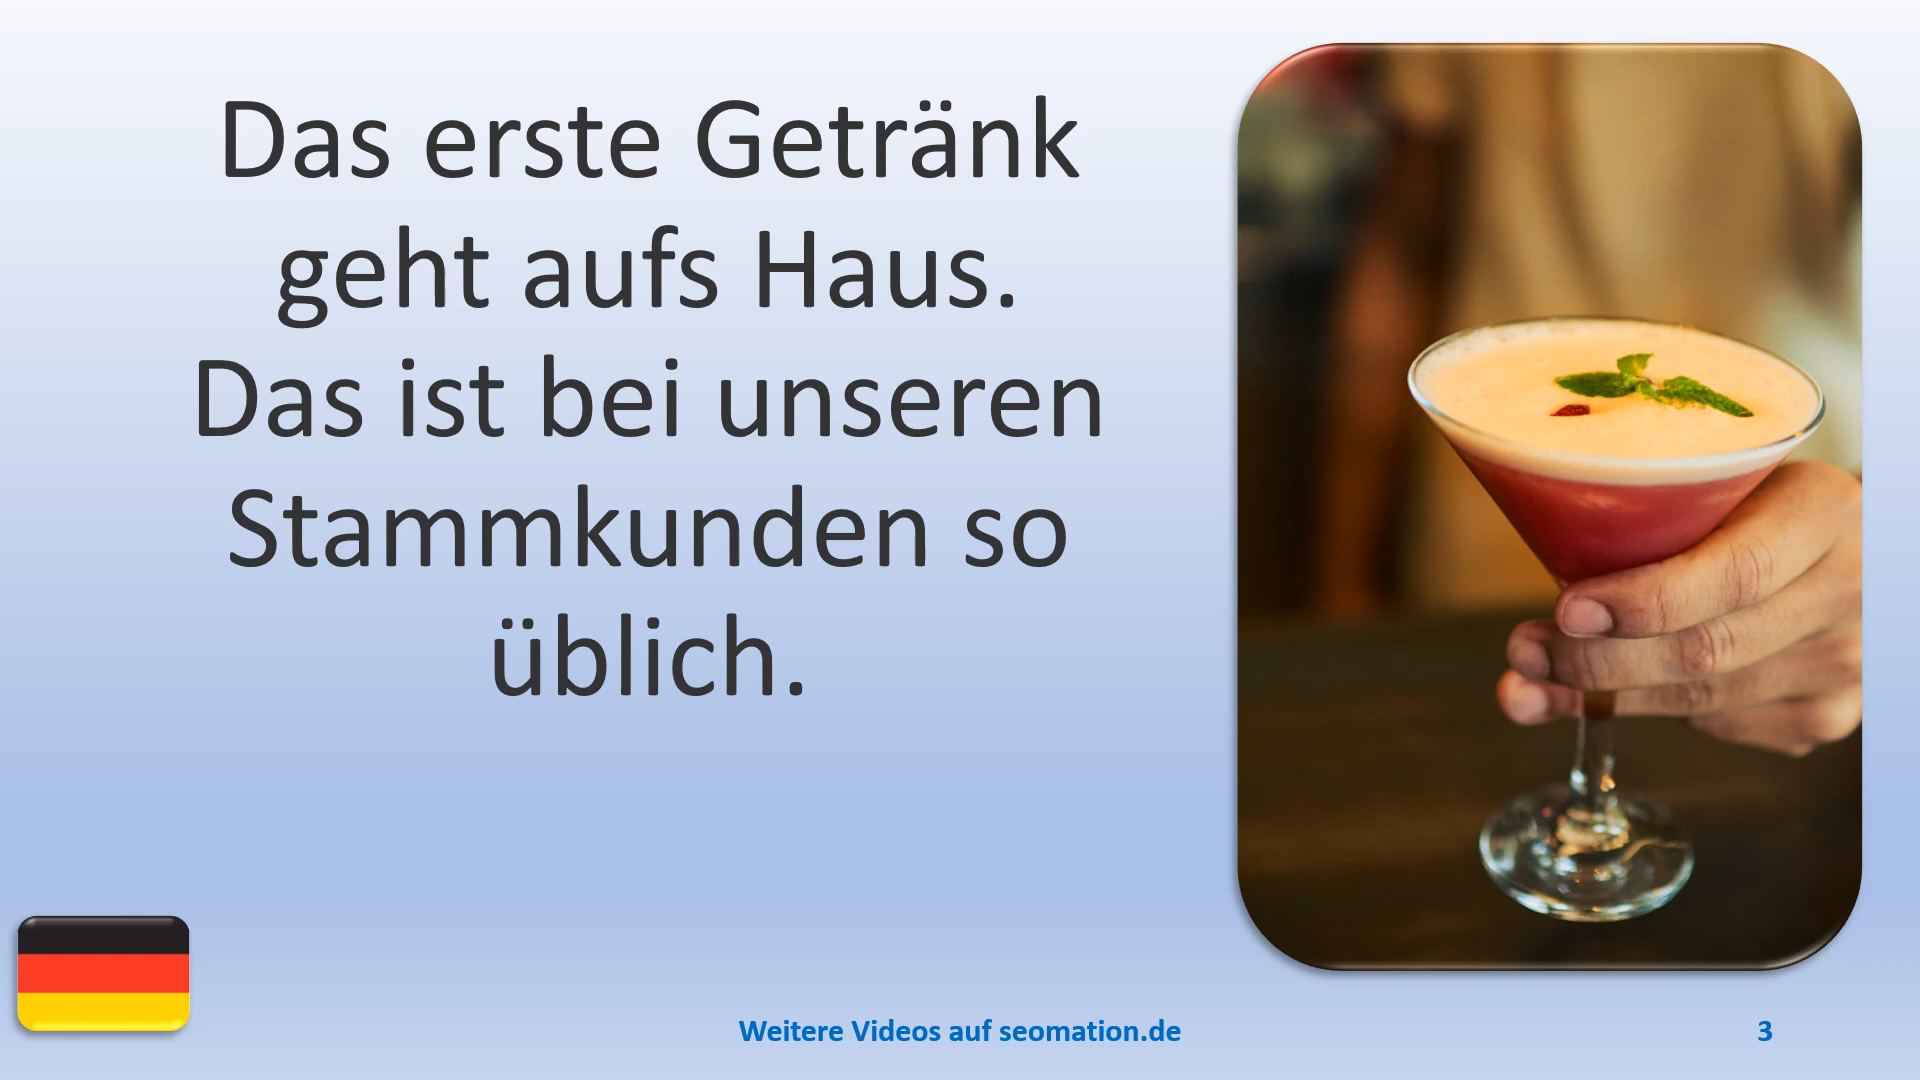 Das erste Getränk
geht aufs Haus.
Das ist bei unseren
Stammkunden so
üblich.
Weitere Videos auf seomation.de
3